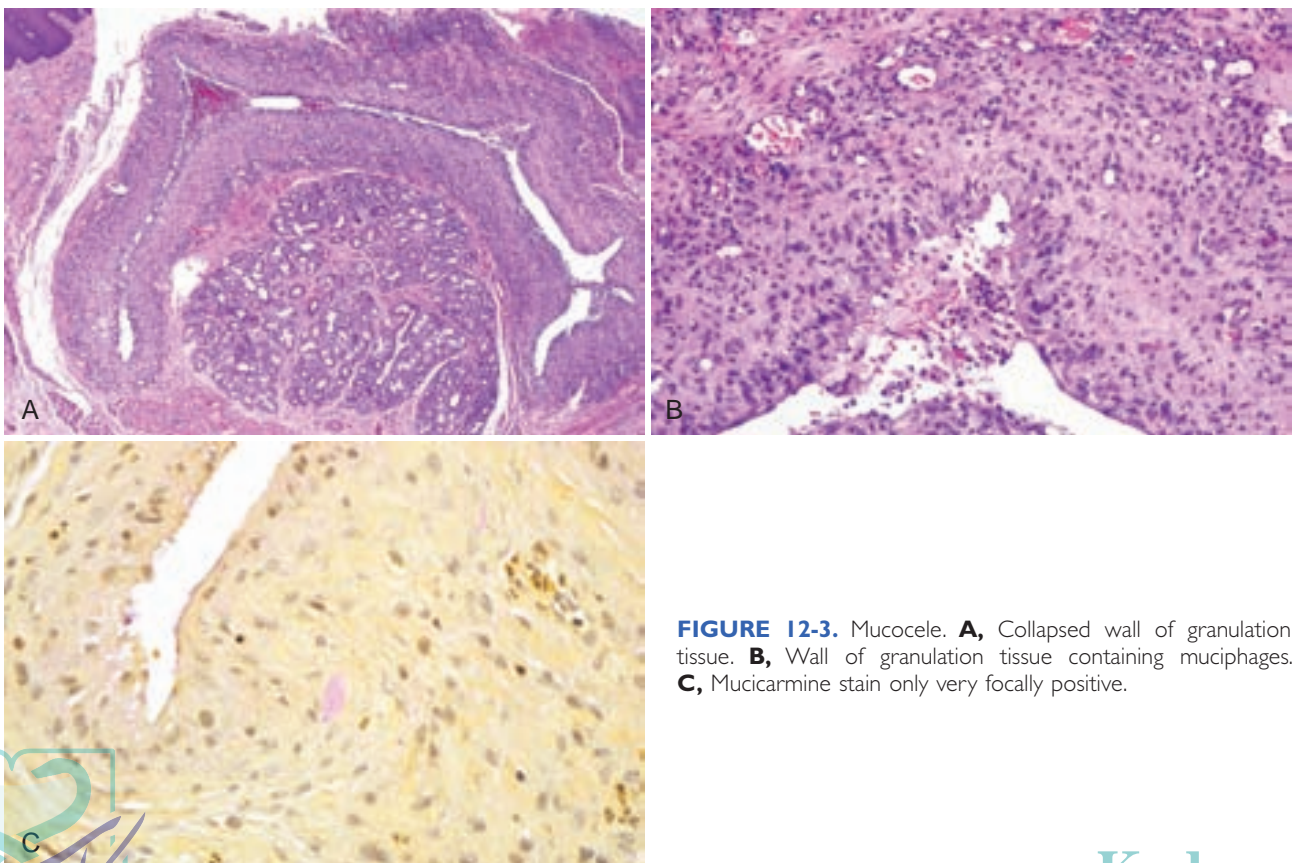 A
B
C
FIGURE 12-3. Mucocele. A, Collapsed wall of granulation
tissue. B, Wall of granulation tissue containing muciphages.
C, Mucicarmine stain only very focally positive.